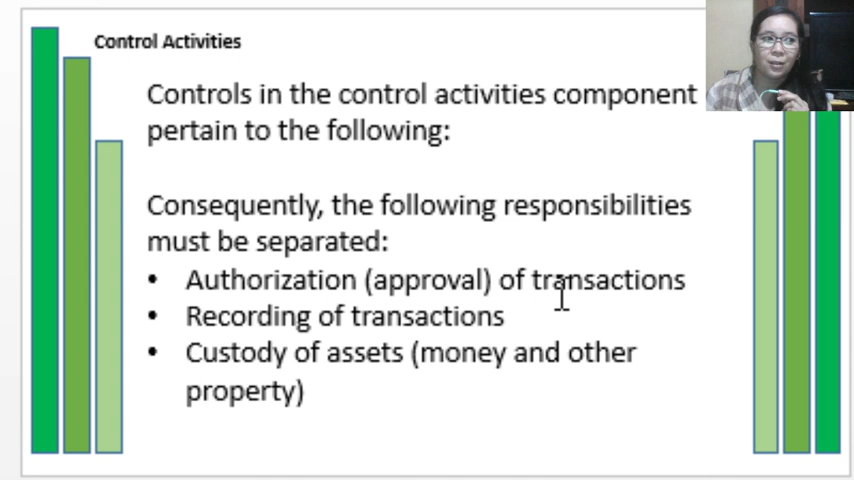 Control Activities
Controls in the control activities component
pertain to the following:
Consequently, the following responsibilities
must be separated:
• Authorization (approval) of transactions
• Recording of transactions
• Custody of assets (money and other
property)